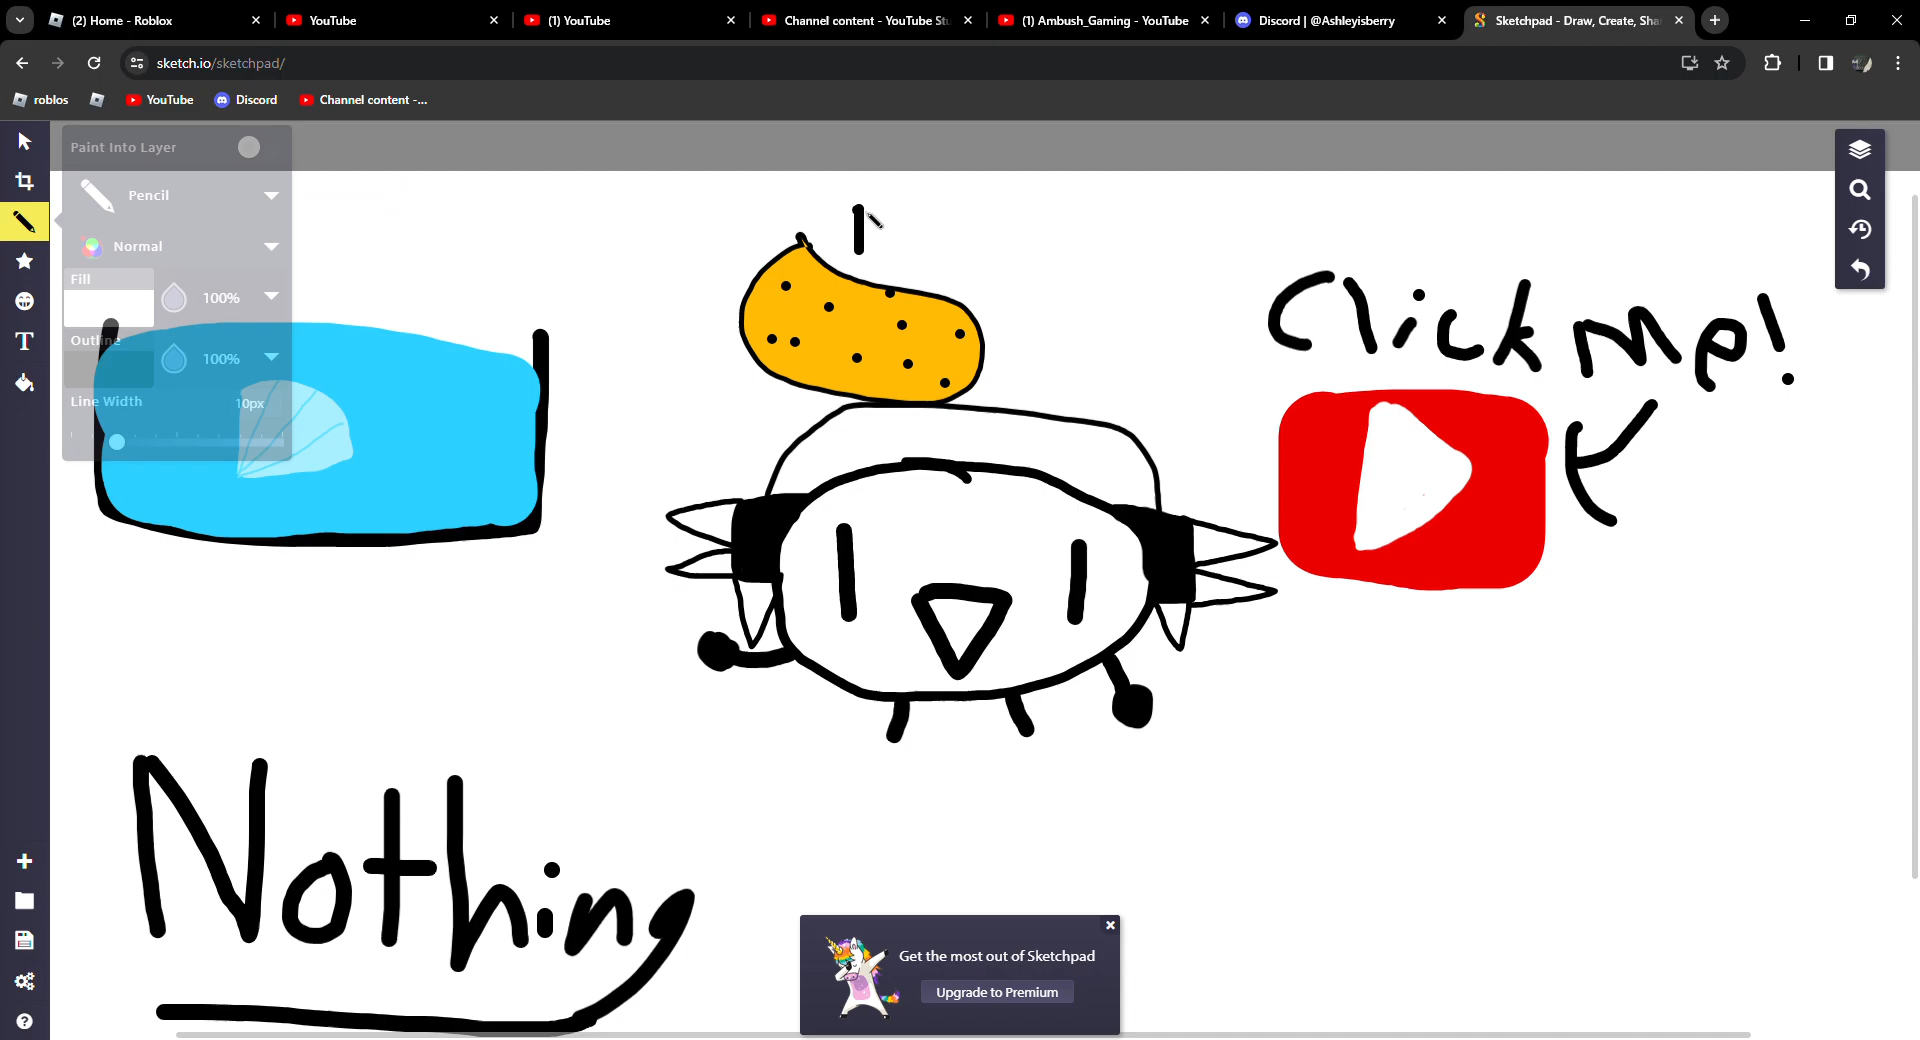 (2) Home - Roblox
YouTube
(1) YouTube
Channel content - YouTube Stu
(1) Ambush_Gaming - YouTube
Discord | @Ashleyisberry
Sketchpad - Draw, Create, Sha
sketch.io/sketchpad/
roblos
YouTube
Discord
Channel content -...
Paint Into Layer
Pencil
Normal
Fill
100%
Outline
100%
Line Width
10px
Click Me!
Nothing
Get the most out of Sketchpad
Upgrade to Premium